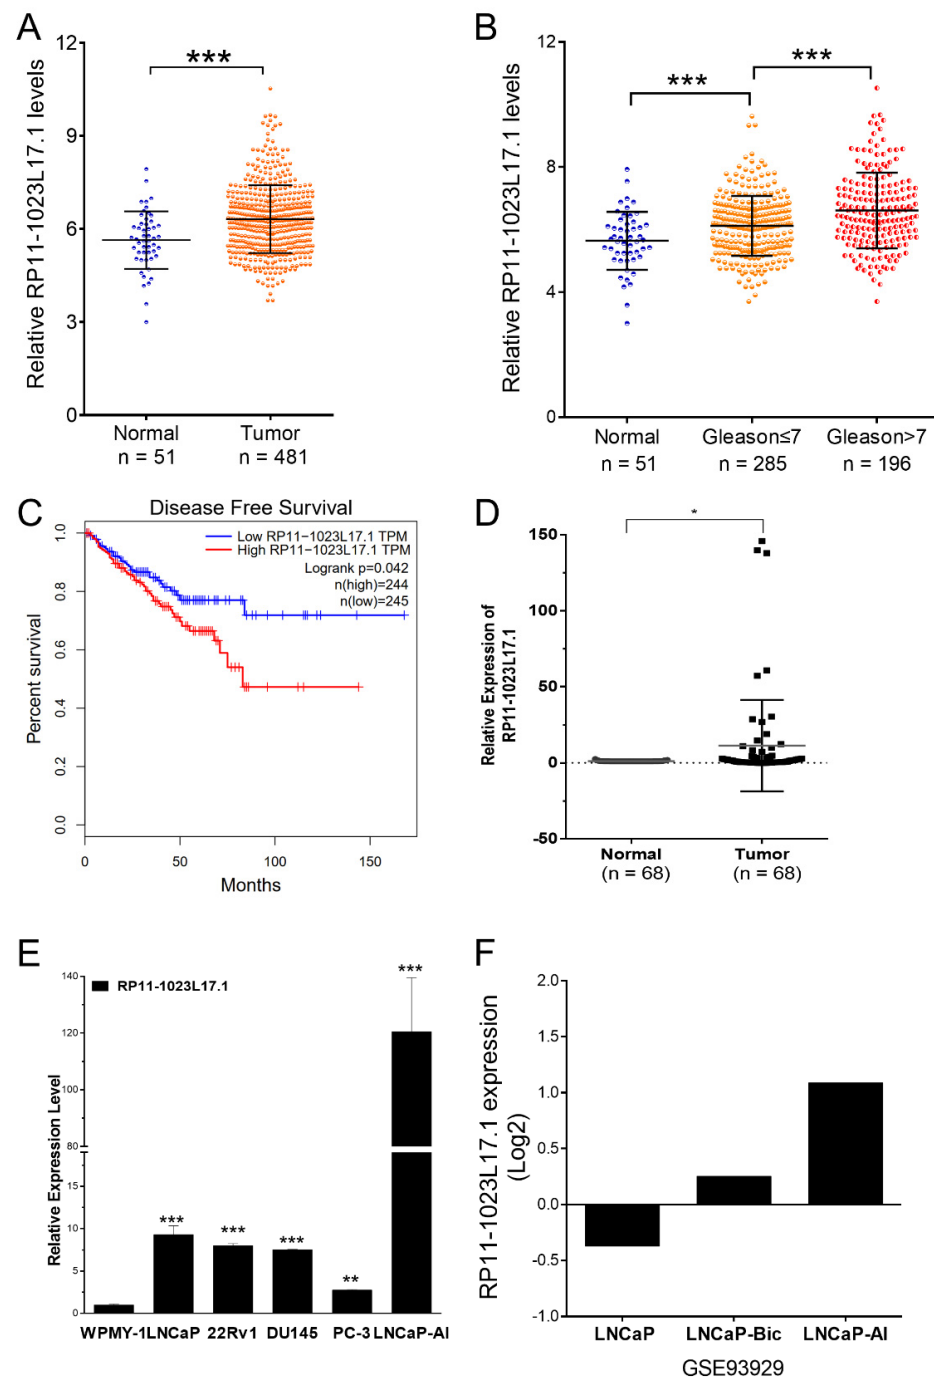 A
Relative RP11-1023L17.1 levels
12
9
6
3
0
***
Normal
n = 51
Tumor
n = 481
B
Relative RP11-1023L17.1 levels
12
8
4
0
***
***
Normal
n = 51
Gleason≤7
n = 285
Gleason>7
n = 196
C
Disease Free Survival
Low RP11−1023L17.1 TPM
High RP11−1023L17.1 TPM
Logrank p=0.042
n(high)=244
n(low)=245
Percent survival
1.0
0.8
0.6
0.4
0.2
0.0
0
50
100
150
Months
D
Relative Expression of
RP11-1023L17.1
150
100
50
0
-50
*
Normal
(n = 68)
Tumor
(n = 68)
E
RP11-1023L17.1
Relative Expression Level
140
120
100
80
20
15
10
5
0
***
***
***
**
***
WPMY-1
LNCaP
22Rv1
DU145
PC-3
LNCaP-AI
F
RP11-1023L17.1 expression
(Log2)
2.0
1.5
1.0
0.5
0.0
-0.5
-1.0
LNCaP
LNCaP-Bic
LNCaP-AI
GSE93929